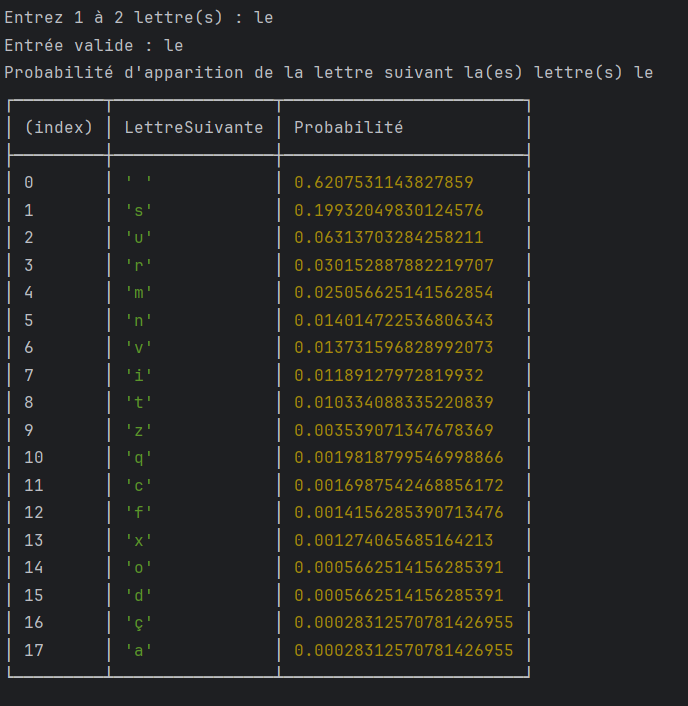 Entrez 1 à 2 lettre(s) : le
Entrée valide : le
Probabilité d'apparition de la lettre suivant la(es) lettre(s) le
(index) LettreSuivante Probabilité
0 ' ' 0.6207531143827859
1 's' 0.19932049830124576
2 'u' 0.06313703284258211
3 'r' 0.030152887882219707
4 'm' 0.025056625141562854
5 'n' 0.014014722536806343
6 'v' 0.013731596828992073
7 'i' 0.01189127972819932
8 't' 0.010334088335220839
9 'z' 0.003539071347678369
10 'q' 0.0019818799546998866
11 'c' 0.0016987542468856172
12 'f' 0.0014156285390713476
13 'x' 0.001274065685164213
14 'o' 0.0005662514156285391
15 'd' 0.0005662514156285391
16 'ç' 0.00028312570781426955
17 'a' 0.00028312570781426955